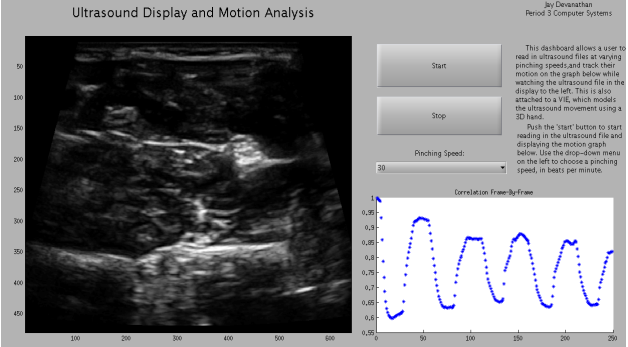 Ultrasound Display and Motion Analysis
Jay Devanathan
Period 3 Computer Systems
50
100
150
200
250
300
350
400
450
100
200
300
400
500
600
Start
Stop
Pinching Speed:
30
This dashboard allows a user to
read in ultrasound files at varying
pinching speeds,and track their
motion on the graph below while
watching the ultrasound file in the
display to the left. This is also
attached to a VIE, which models
the ultrasound movement using a
3D hand.
Push the 'start' button to start
reading in the ultrasound file and
displaying the motion graph
below. Use the drop-down menu
on the left to choose a pinching
speed, in beats per minute.
Correlation Frame-By-Frame
1
0.95
0.9
0.85
0.8
0.75
0.7
0.65
0.6
0.55
0
50
100
150
200
250